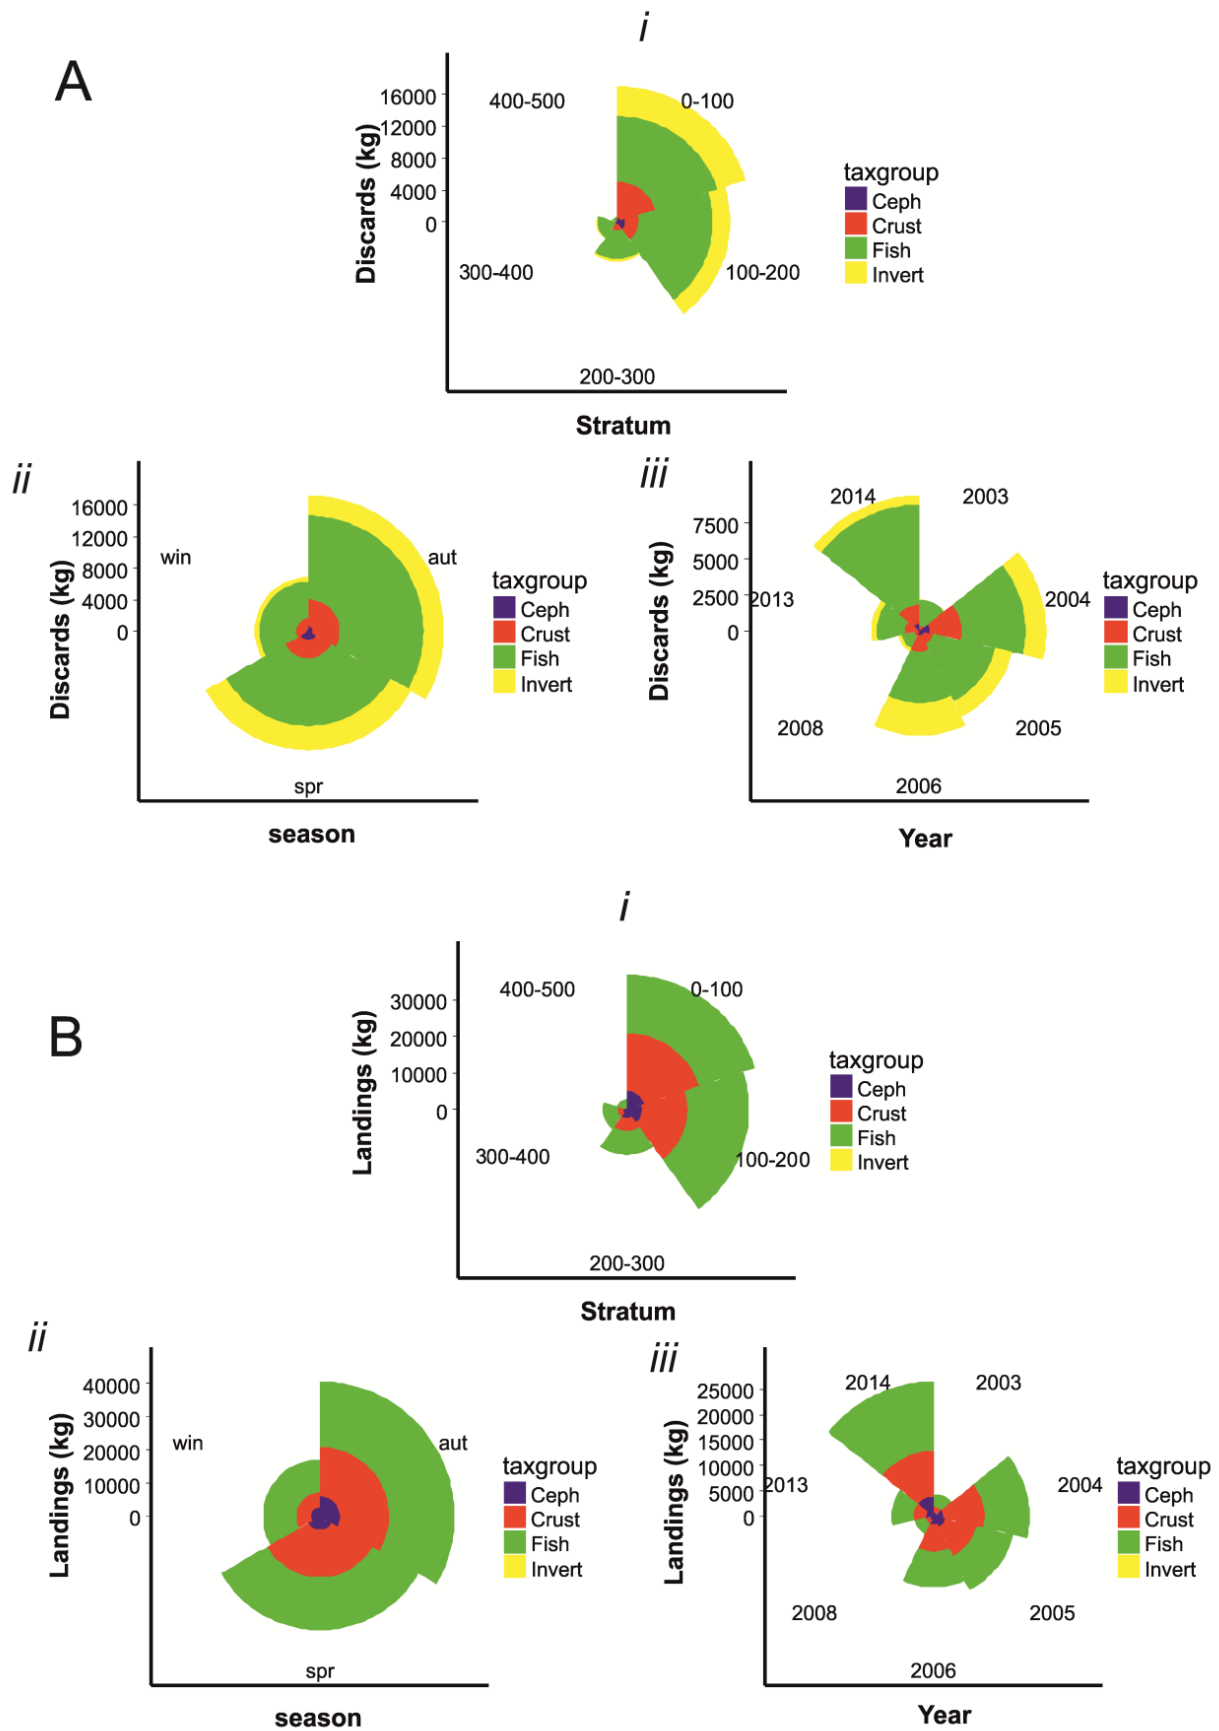 i
A
16000
12000
8000
4000
0
Discards (kg)
400-500
0-100
300-400
100-200
200-300
Stratum
taxgroup
Ceph
Crust
Fish
Invert
ii
16000
12000
8000
4000
0
Discards (kg)
win
aut
spr
season
taxgroup
Ceph
Crust
Fish
Invert
iii
7500
5000
2500
0
Discards (kg)
2014
2003
2013
2004
2008
2005
2006
Year
taxgroup
Ceph
Crust
Fish
Invert
i
B
30000
20000
10000
0
Landings (kg)
400-500
0-100
300-400
100-200
200-300
Stratum
taxgroup
Ceph
Crust
Fish
Invert
ii
40000
30000
20000
10000
0
Landings (kg)
win
aut
spr
season
taxgroup
Ceph
Crust
Fish
Invert
iii
25000
20000
15000
10000
5000
0
Landings (kg)
2014
2003
2013
2004
2008
2005
2006
Year
taxgroup
Ceph
Crust
Fish
Invert